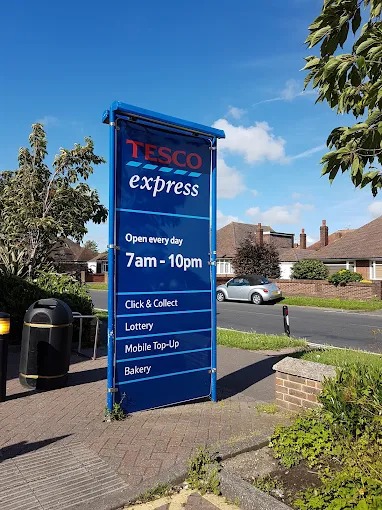 TESCO
express
Open every day
7am - 10pm
Click & Collect
Lottery
Mobile Top-Up
Bakery